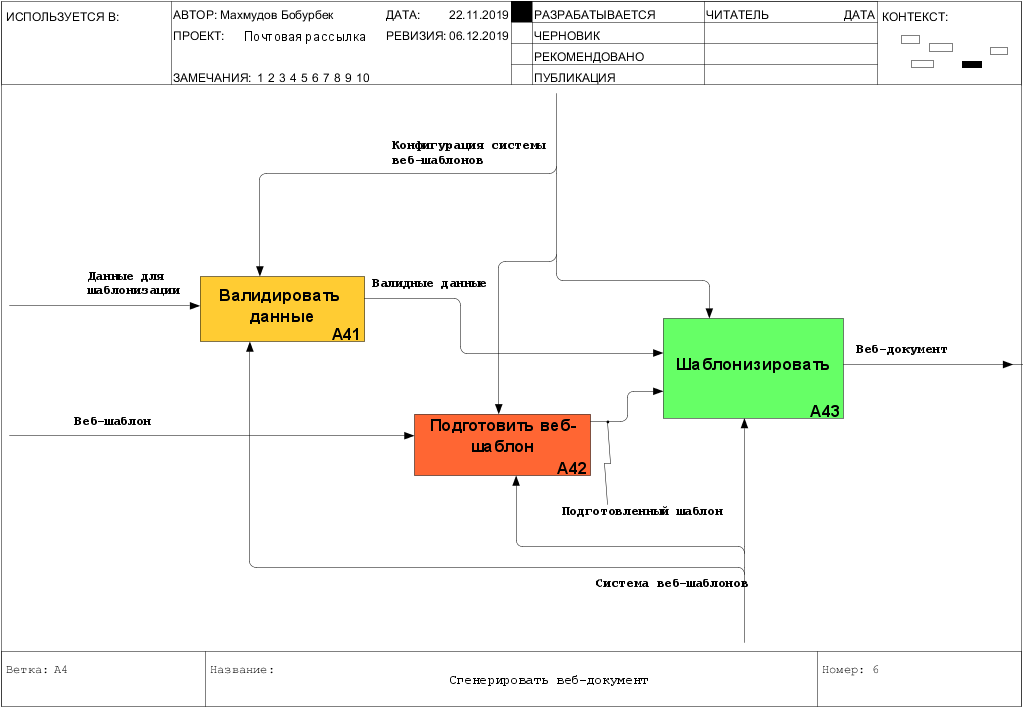 ИСПОЛЬЗУЕТСЯ В:
АВТОР: Махмудов Бобурбек
ДАТА: 22.11.2019
РАЗРАБАТЫВАЕТСЯ
ЧИТАТЕЛЬ
ДАТА
КОНТЕКСТ:
ПРОЕКТ: Почтовая рассылка
РЕВИЗИЯ: 06.12.2019
ЧЕРНОВИК
РЕКОМЕНДОВАНО
ЗАМЕЧАНИЯ: 1 2 3 4 5 6 7 8 9 10
ПУБЛИКАЦИЯ
Конфигурация системы
веб-шаблонов
Данные для
шаблонизации
Валидировать
данные
A41
Валидные данные
Шаблонизировать
A43
Веб-документ
Веб-шаблон
Подготовить веб-
шаблон
A42
Подготовленный шаблон
Система веб-шаблонов
Ветка: A4
Название:
Сгенерировать веб-документ
Номер: 6